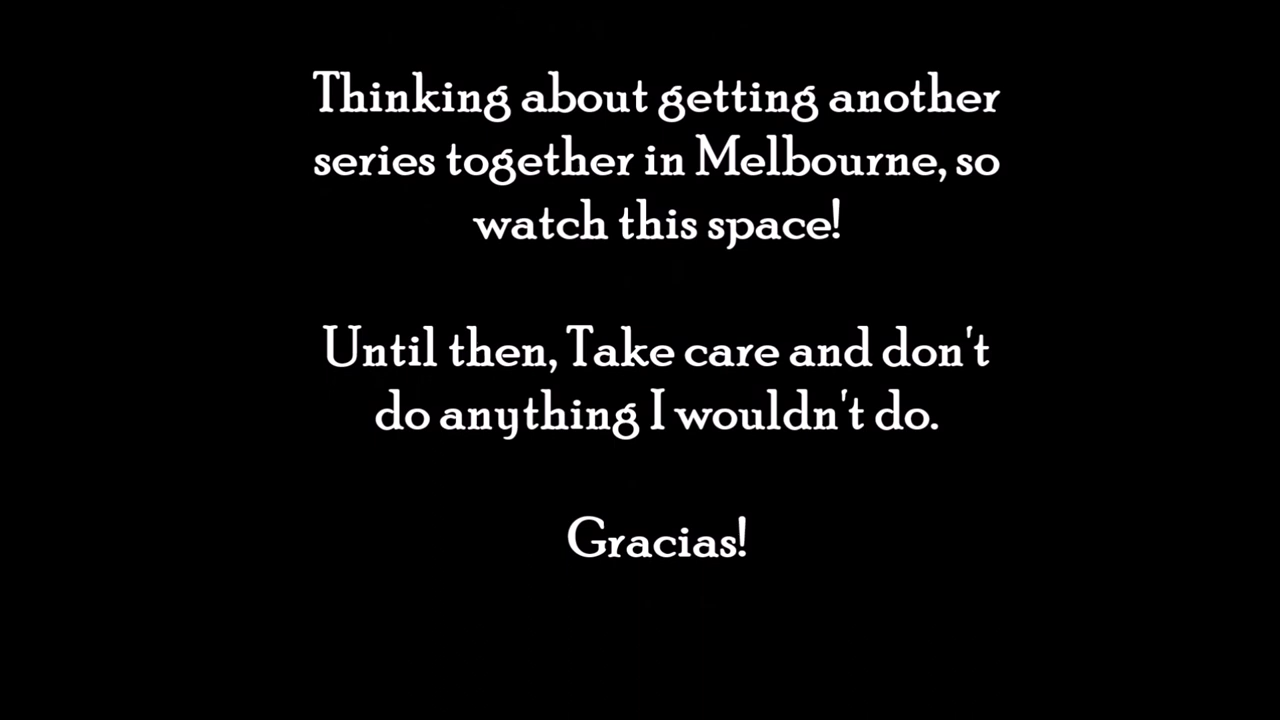 Thinking about getting another
series together in Melbourne, so
watch this space!
Until then, Take care and don't
do anything I wouldn't do.
Gracias!